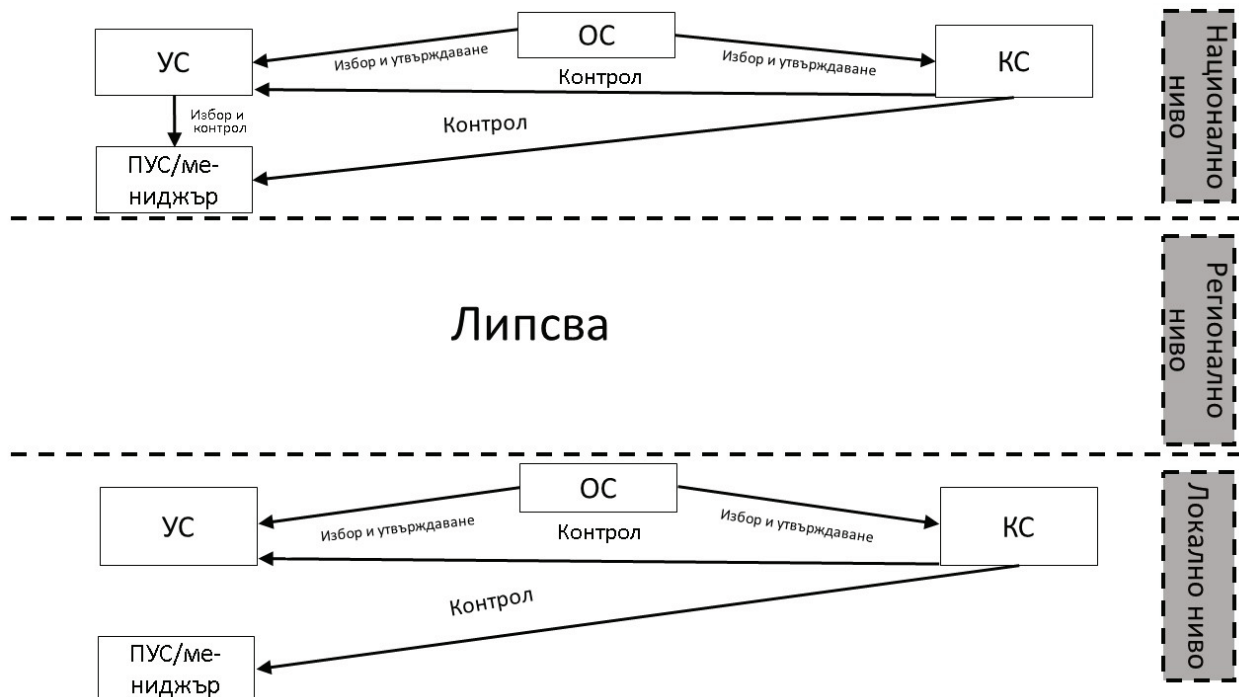 ОС
УС
КС
Избор и утвърждаване
Избор и утвърждаване
Контрол
Избор и
контрол
Контрол
ПУС/ме-
ниджър
Национално
ниво
Липсва
Регионално
ниво
ОС
УС
КС
Избор и утвърждаване
Избор и утвърждаване
Контрол
Контрол
ПУС/ме-
ниджър
Локално ниво